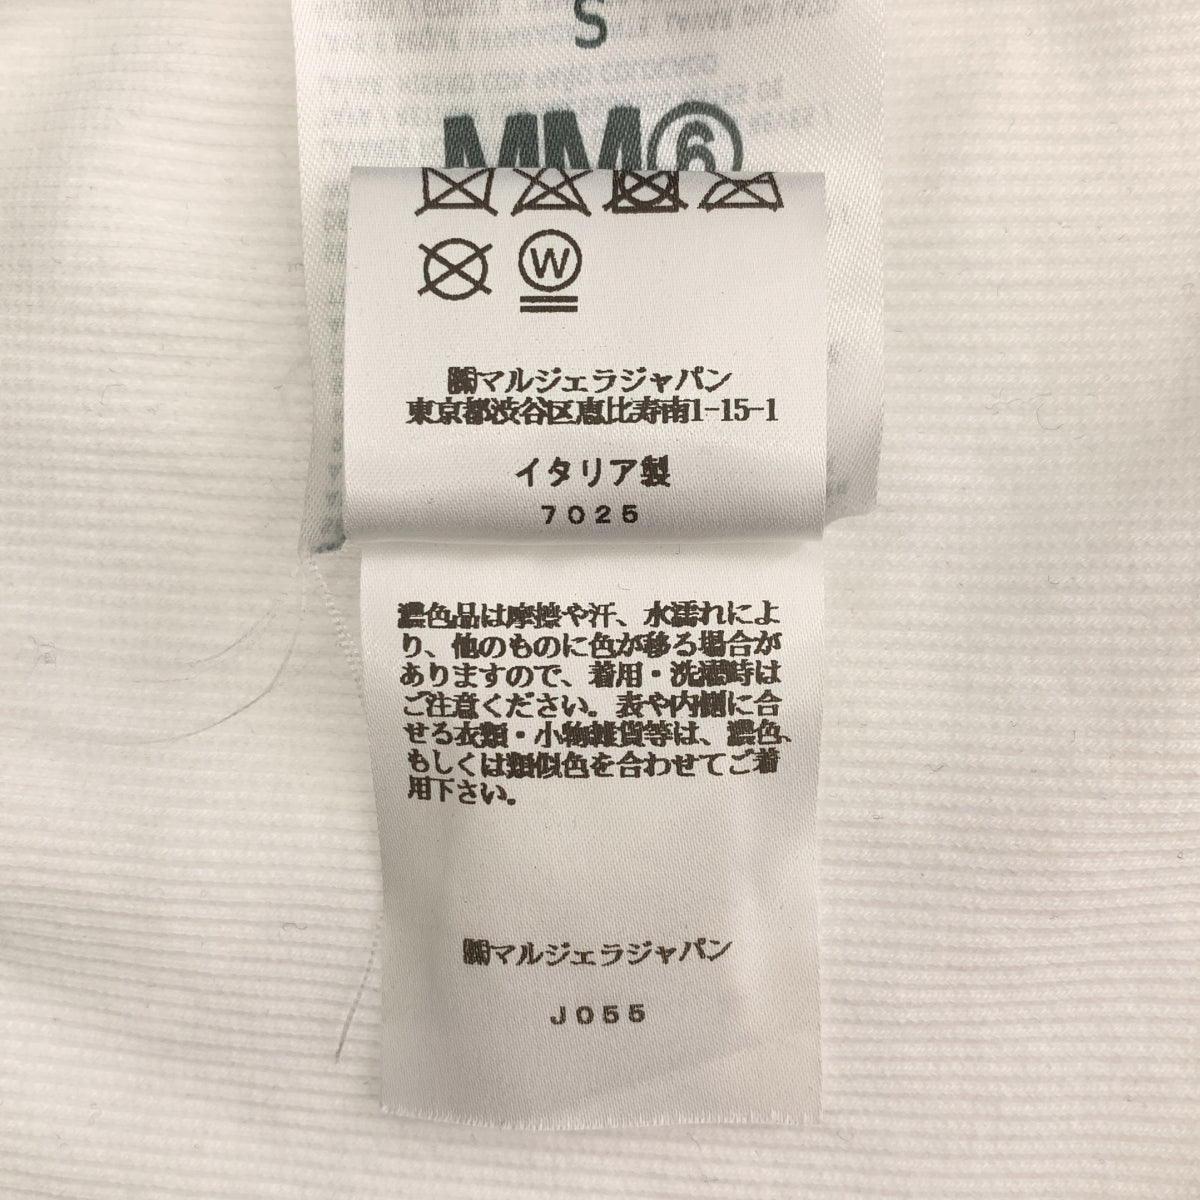 S
MM6
W
㈱マルジェラジャパン
東京都渋谷区恵比寿南1-15-1
イタリア製
7025
濃色品は摩擦や汗、水濡れによ
り、他のものに色が移る場合が
ありますので、着用・洗濯時は
ご注意ください。表や内側に合
せる衣類・小物雑貨等は、濃色、
もしくは類似色を合わせてご着
用下さい。
㈱マルジェラジャパン
J055